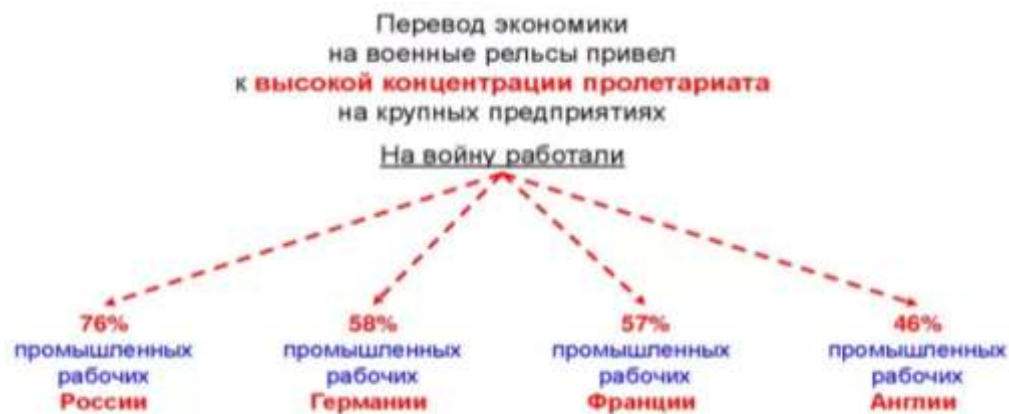 Перевод экономики
на военные рельсы привел
к высокой концентрации пролетариата
на крупных предприятиях
На войну работали
76%
промышленных
рабочих
России
58%
промышленных
рабочих
Германии
57%
промышленных
рабочих
Франции
46%
промышленных
рабочих
Англии